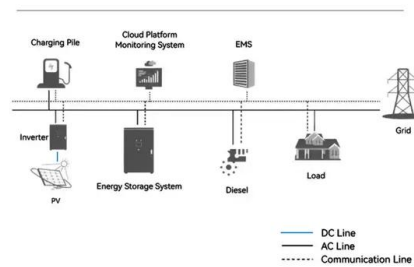 Charging Pile
Cloud Platform
Monitoring System
EMS
Grid
Inverter
PV
Energy Storage System
Diesel
Load
DC Line
AC Line
Communication Line